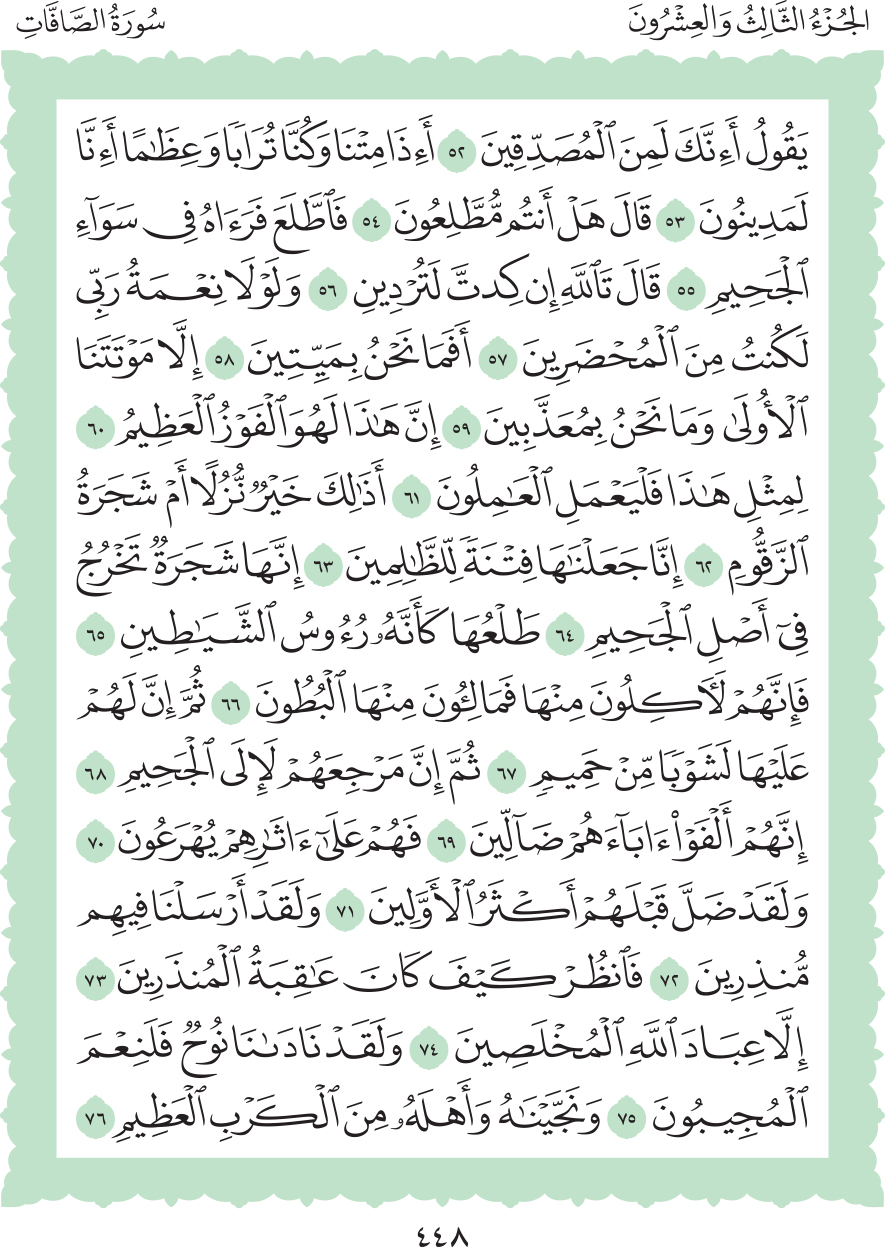 الجُزْءُ الثَّالِثُ وَالعِشْرُونَ
سُورَةُ الصَّافَّاتِ
يَقُولُ أَءِنَّكَ لَمِنَ ٱلْمُصَدِّقِينَ ٥٢ أَءِذَا مِتْنَا وَكُنَّا تُرَابًا وَعِظَٰمًا أَءِنَّا
لَمَدِينُونَ ٥٣ قَالَ هَلْ أَنتُم مُّطَّلِعُونَ ٥٤ فَٱطَّلَعَ فَرَءَاهُ فِى سَوَآءِ
ٱلْجَحِيمِ ٥٥ قَالَ تَٱللَّهِ إِن كِدتَّ لَتُرْدِينِ ٥٦ وَلَوْلَا نِعْمَةُ رَبِّى
لَكُنتُ مِنَ ٱلْمُحْضَرِينَ ٥٧ أَفَمَا نَحْنُ بِمَيِّتِينَ ٥٨ إِلَّا مَوْتَتَنَا
ٱلْأُولَىٰ وَمَا نَحْنُ بِمُعَذَّبِينَ ٥٩ إِنَّ هَٰذَا لَهُوَ ٱلْفَوْزُ ٱلْعَظِيمُ ٦٠
لِمِثْلِ هَٰذَا فَلْيَعْمَلِ ٱلْعَٰمِلُونَ ٦١ أَذَٰلِكَ خَيْرٌ نُّزُلًا أَمْ شَجَرَةُ
ٱلزَّقُّومِ ٦٢ إِنَّا جَعَلْنَٰهَا فِتْنَةً لِّلظَّٰلِمِينَ ٦٣ إِنَّهَا شَجَرَةٌ تَخْرُجُ
فِىٓ أَصْلِ ٱلْجَحِيمِ ٦٤ طَلْعُهَا كَأَنَّهُۥ رُءُوسُ ٱلشَّيَٰطِينِ ٦٥
فَإِنَّهُمْ لَءَاكِلُونَ مِنْهَا فَمَالِـُٔونَ مِنْهَا ٱلْبُطُونَ ٦٦ ثُمَّ إِنَّ لَهُمْ
عَلَيْهَا لَشَوْبًا مِّنْ حَمِيمٍ ٦٧ ثُمَّ إِنَّ مَرْجِعَهُمْ لَإِلَى ٱلْجَحِيمِ ٦٨
إِنَّهُمْ أَلْفَوْا۟ ءَابَآءَهُمْ ضَآلِّينَ ٦٩ فَهُمْ عَلَىٰٓ ءَاثَٰرِهِمْ يُهْرَعُونَ ٧٠
وَلَقَدْ ضَلَّ قَبْلَهُمْ أَكْثَرُ ٱلْأَوَّلِينَ ٧١ وَلَقَدْ أَرْسَلْنَا فِيهِم
مُّنذِرِينَ ٧٢ فَٱنظُرْ كَيْفَ كَانَ عَٰقِبَةُ ٱلْمُنذَرِينَ ٧٣
إِلَّا عِبَادَ ٱللَّهِ ٱلْمُخْلَصِينَ ٧٤ وَلَقَدْ نَادَىٰنَا نُوحٌ فَلَنِعْمَ
ٱلْمُجِيبُونَ ٧٥ وَنَجَّيْنَٰهُ وَأَهْلَهُۥ مِنَ ٱلْكَرْبِ ٱلْعَظِيمِ ٧٦
٤٤٨